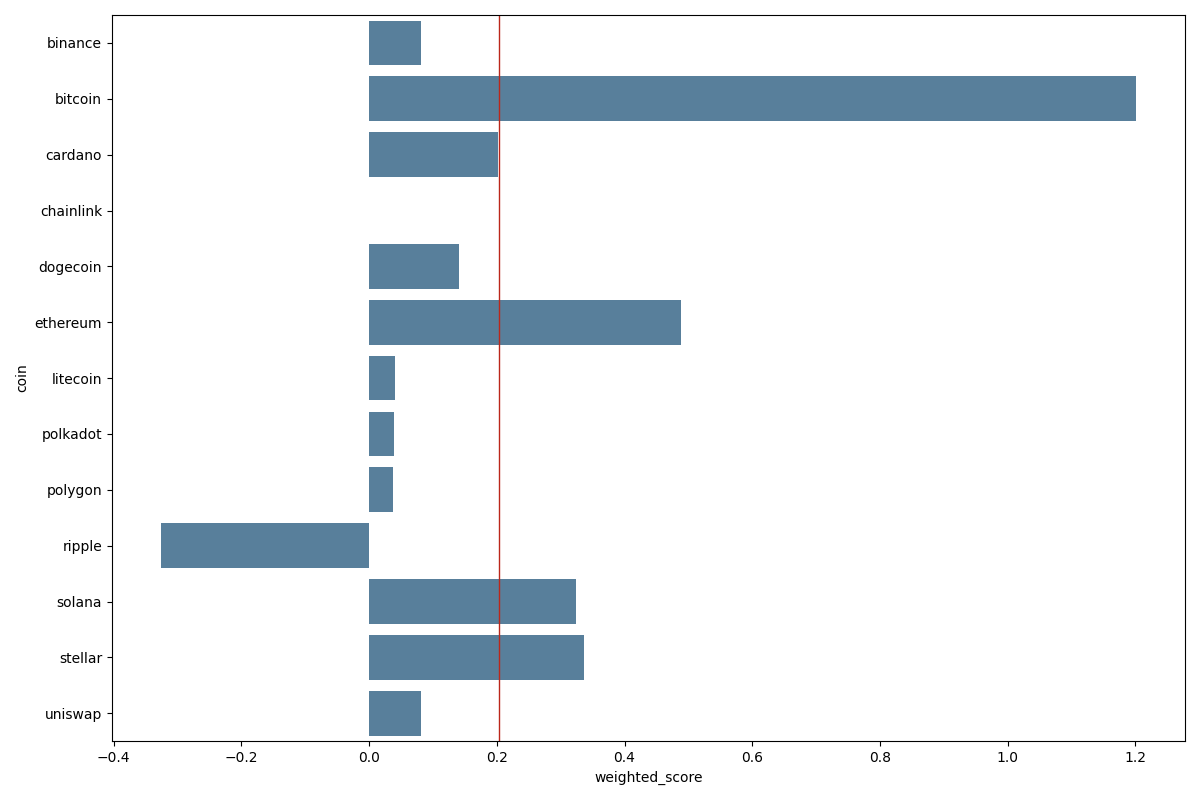 binance
bitcoin
cardano
chainlink
dogecoin
ethereum
litecoin
polkadot
polygon
ripple
solana
stellar
uniswap
coin
−0.4 −0.2 0.0 0.2 0.4 0.6 0.8 1.0 1.2
weighted_score